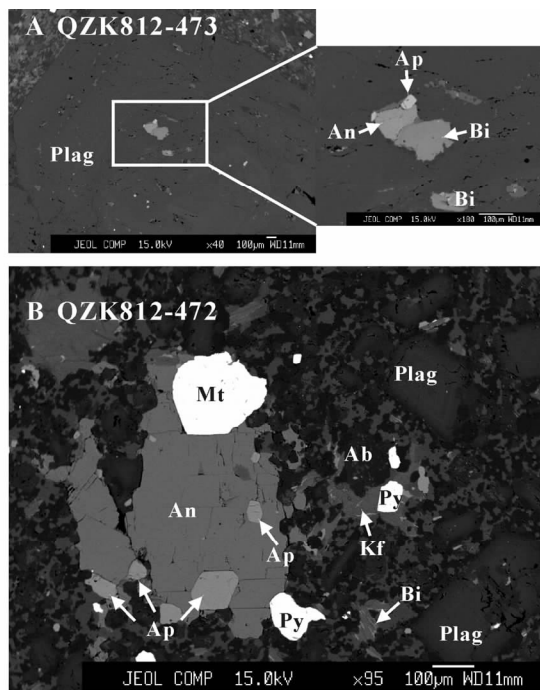 A QZK812-473
Plag
JEOL COMP 15.0kV ×40 100µm WD11mm
Ap
An
Bi
Bi
JEOL COMP 15.0kV ×180 100µm WD11mm
B QZK812-472
Mt
Plag
Ab
An
Py
Ap
Kf
Ap
Py
Bi
Plag
JEOL COMP 15.0kV ×95 100µm WD11mm